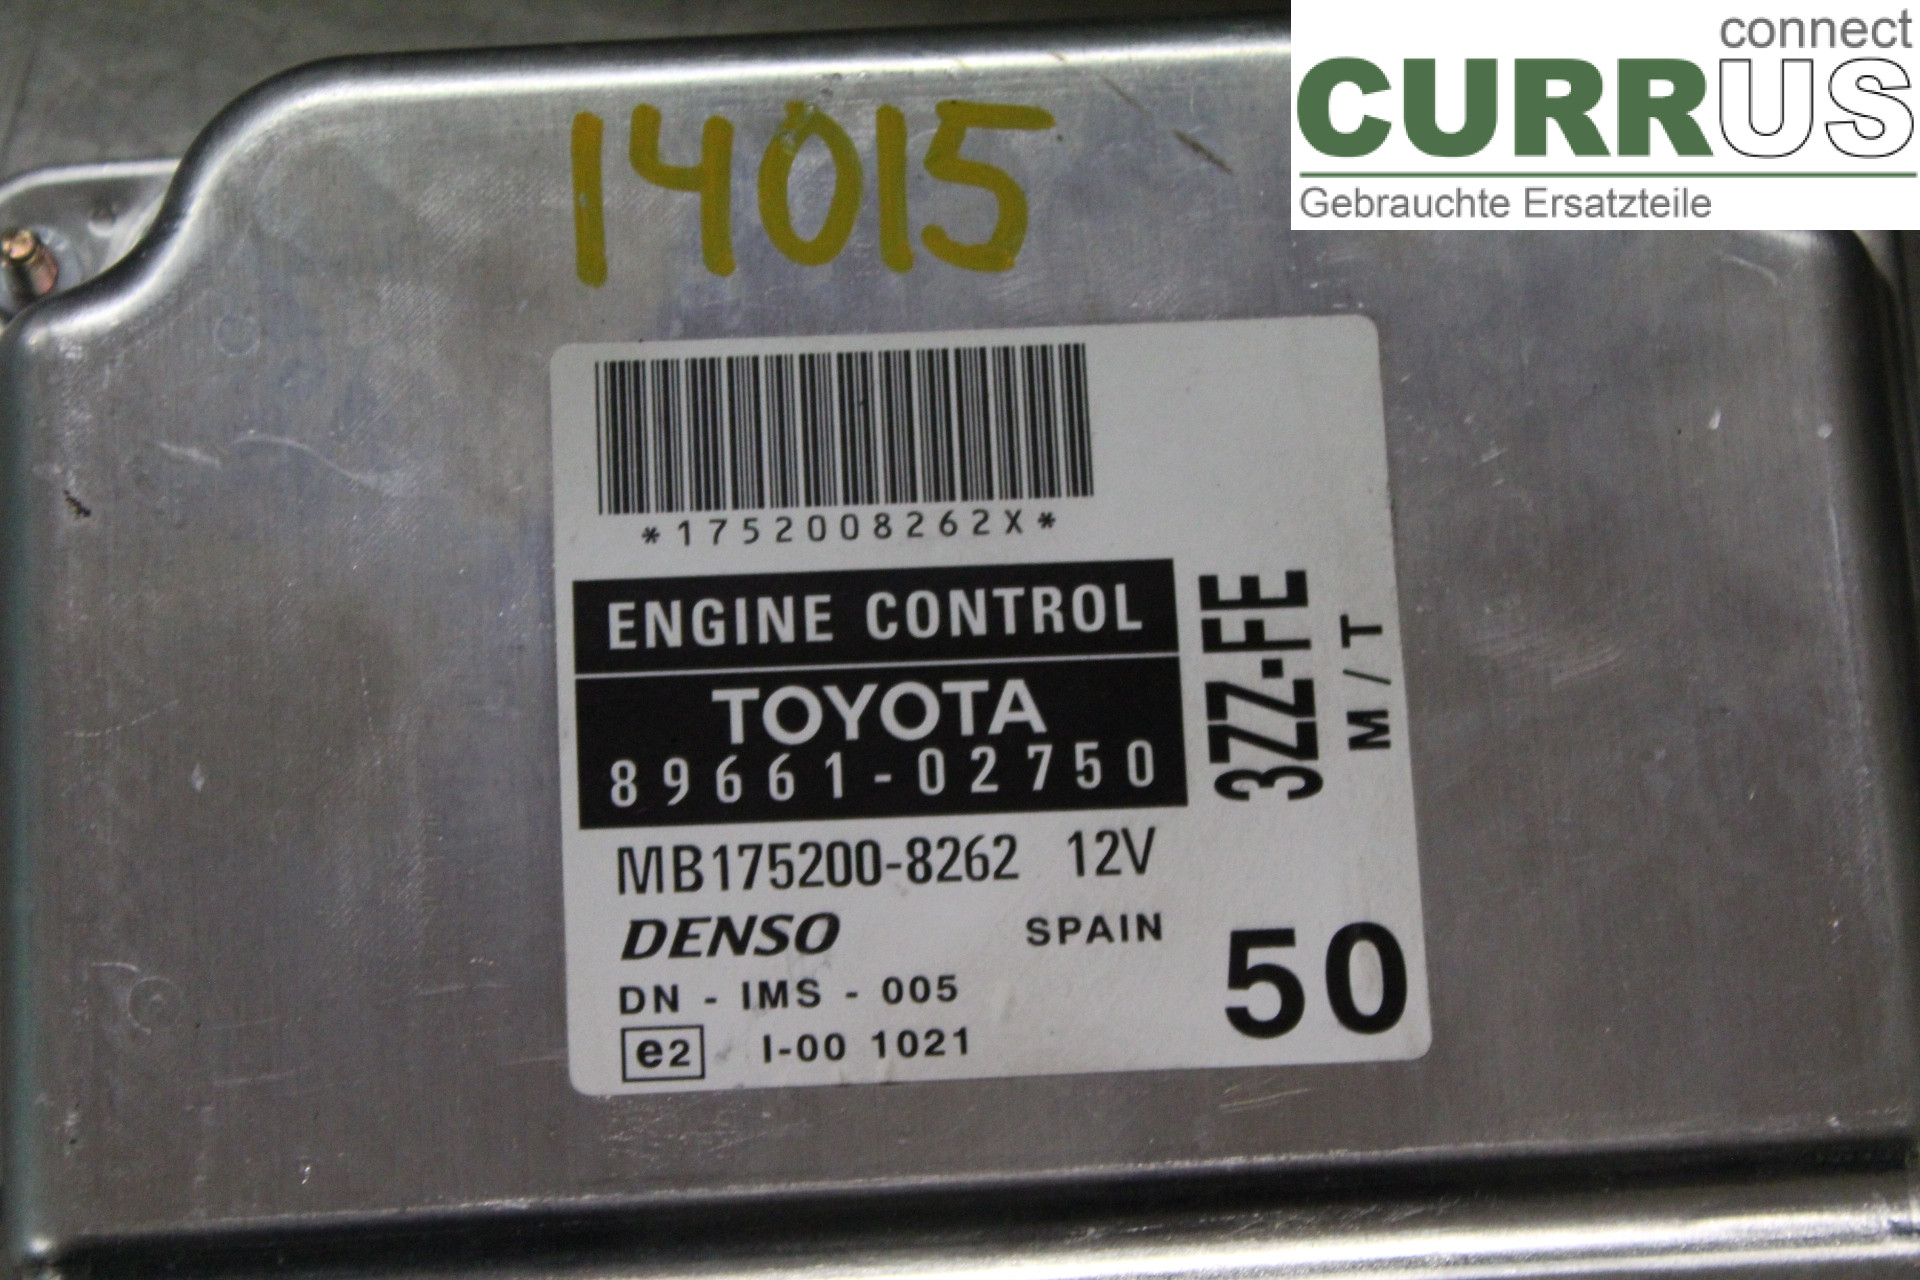 connect
CURRUS
Gebrauchte Ersatzteile
14015
*1752008262X*
ENGINE CONTROL
TOYOTA
89661-02750
3ZZ-FE
M/T
MB175200-8262 12V
DENSO SPAIN
DN - IMS - 005
e2 I-00 1021
50